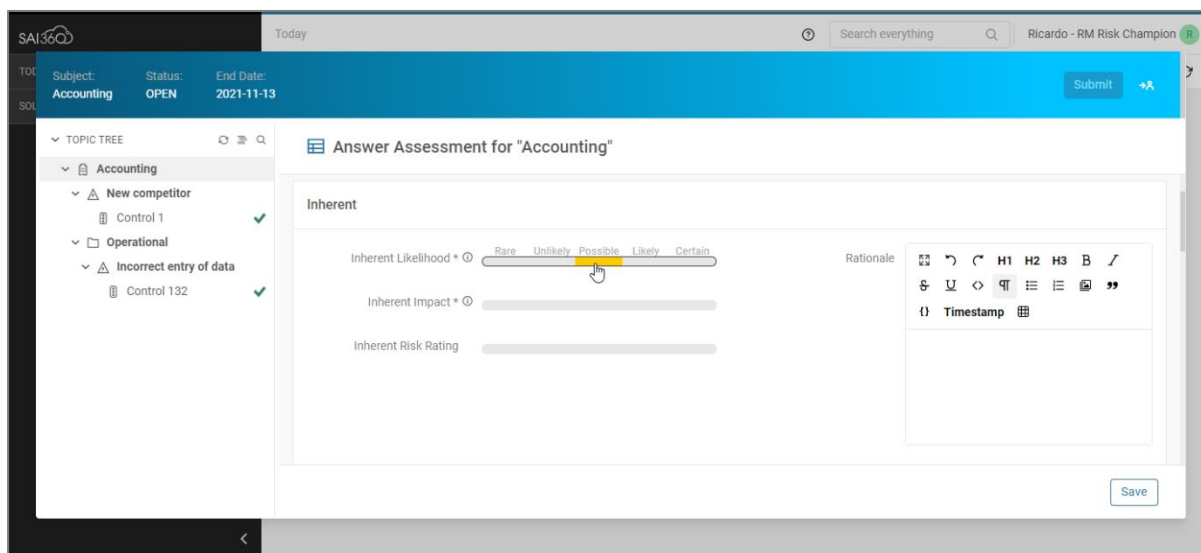 SAI360
Today
Search everything
Ricardo - RM Risk Champion R
TOD
SOL
Subject: Status: End Date:
Accounting OPEN 2021-11-13
Submit
TOPIC TREE
Accounting
New competitor
Control 1
Operational
Incorrect entry of data
Control 132
Answer Assessment for "Accounting"
Inherent
Inherent Likelihood *
Rare Unlikely Possible Likely Certain
Inherent Impact *
Inherent Risk Rating
Rationale
H1 H2 H3 B I
S U <> ¶ ”
{} Timestamp
Save